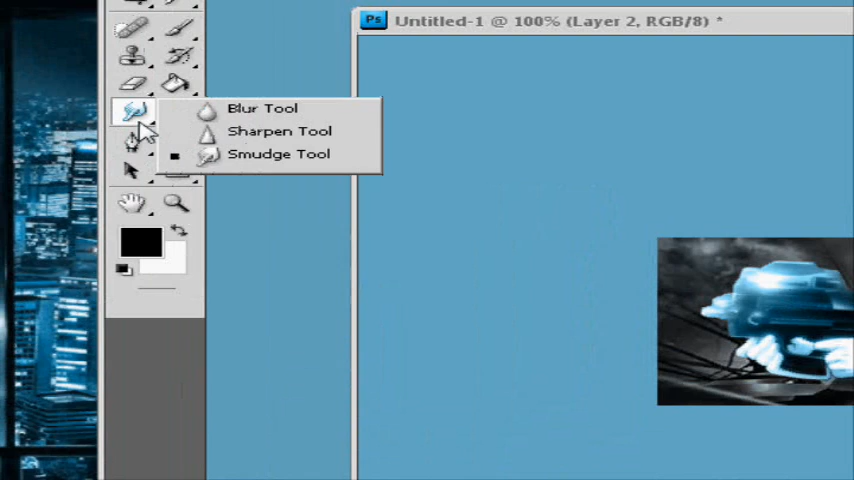 Ps Untitled-1 @ 100% (Layer 2, RGB/8) *
Blur Tool
Sharpen Tool
Smudge Tool